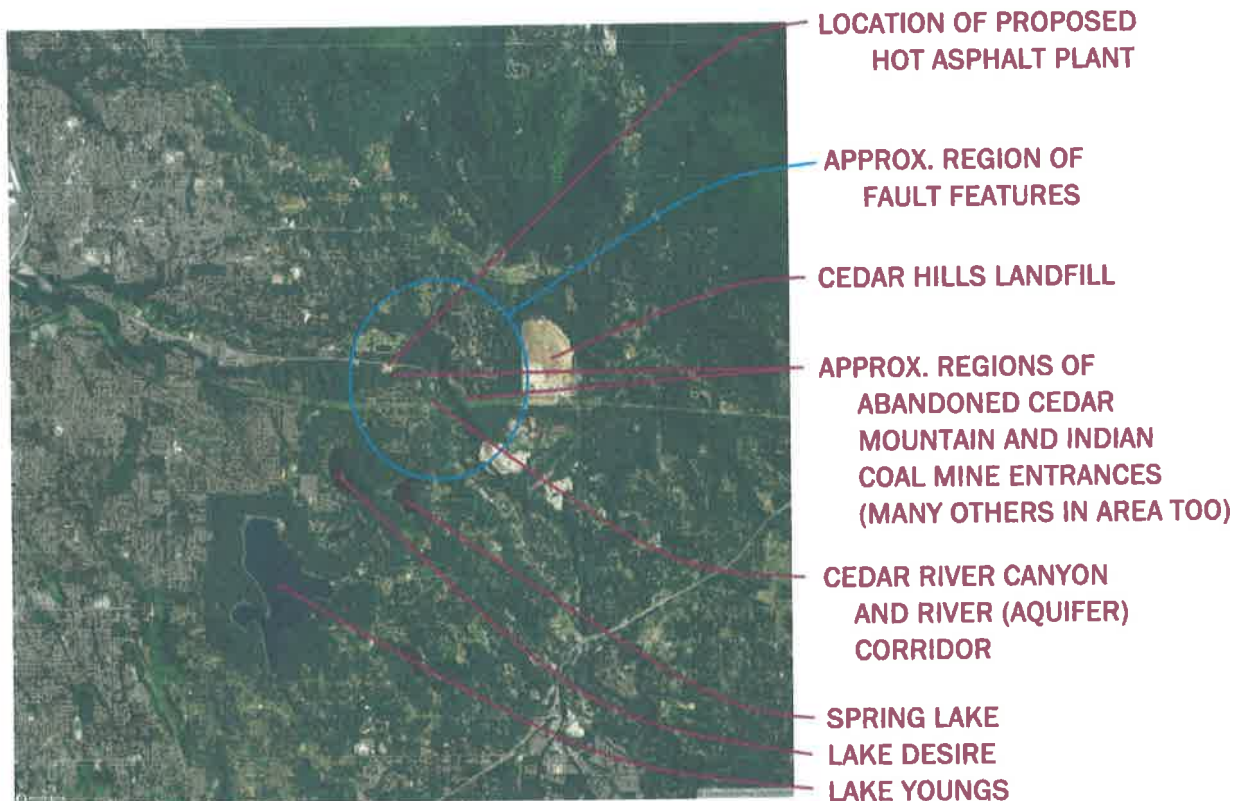 LOCATION OF PROPOSED
HOT ASPHALT PLANT
APPROX. REGION OF
FAULT FEATURES
CEDAR HILLS LANDFILL
APPROX. REGIONS OF
ABANDONED CEDAR
MOUNTAIN AND INDIAN
COAL MINE ENTRANCES
(MANY OTHERS IN AREA TOO)
CEDAR RIVER CANYON
AND RIVER (AQUIFER)
CORRIDOR
SPRING LAKE
LAKE DESIRE
LAKE YOUNGS